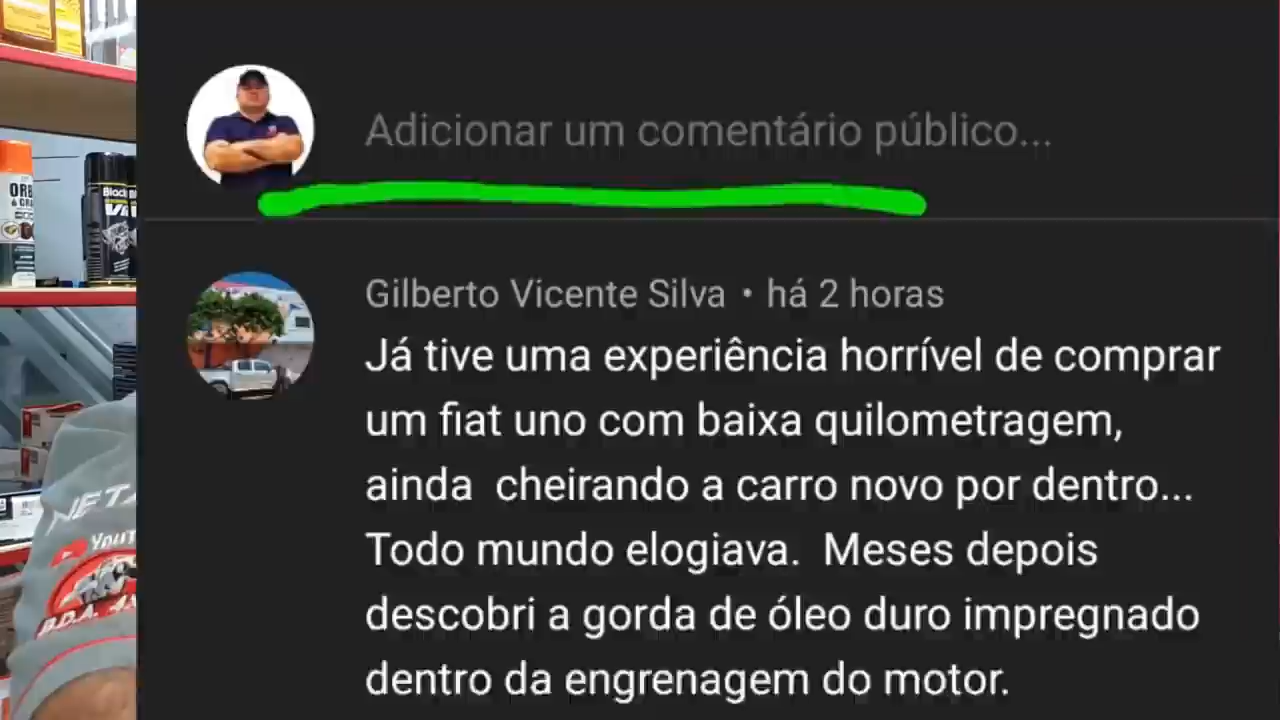 Adicionar um comentário público...
Gilberto Vicente Silva • há 2 horas
Já tive uma experiência horrível de comprar
um fiat uno com baixa quilometragem,
ainda cheirando a carro novo por dentro...
Todo mundo elogiava. Meses depois
descobri a gorda de óleo duro impregnado
dentro da engrenagem do motor.
ORB
Black
B.D.A.